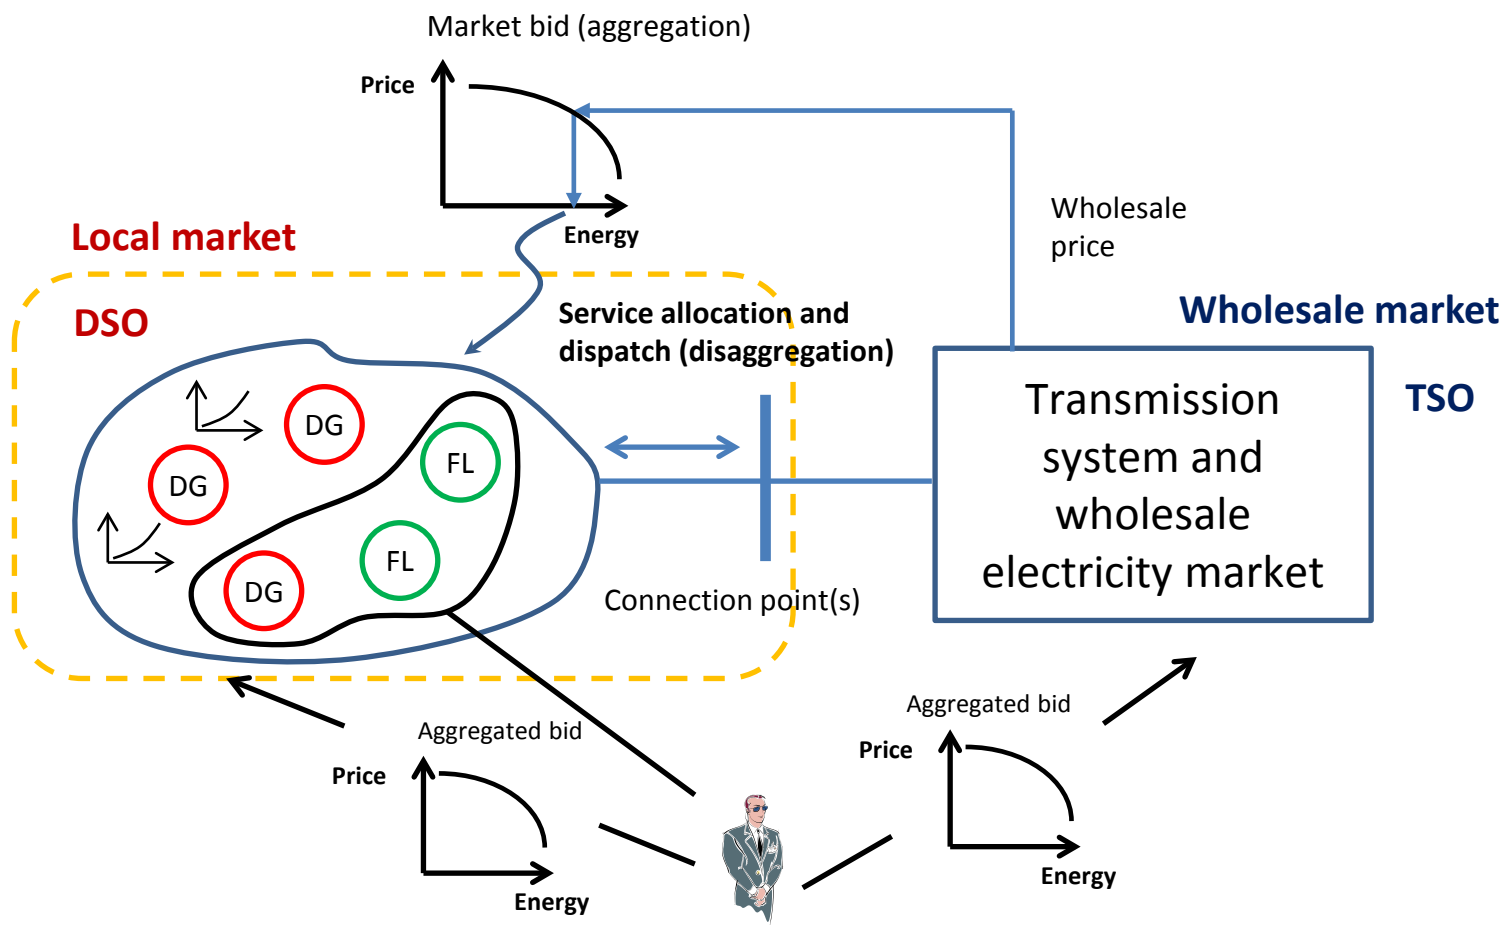 Market bid (aggregation)
Price
Energy
Wholesale
price
Local market
DSO
Service allocation and
dispatch (disaggregation)
Wholesale market
TSO
Transmission
system and
wholesale
electricity market
DG
FL
DG
FL
DG
Connection point(s)
Aggregated bid
Price
Energy
Aggregated bid
Price
Energy